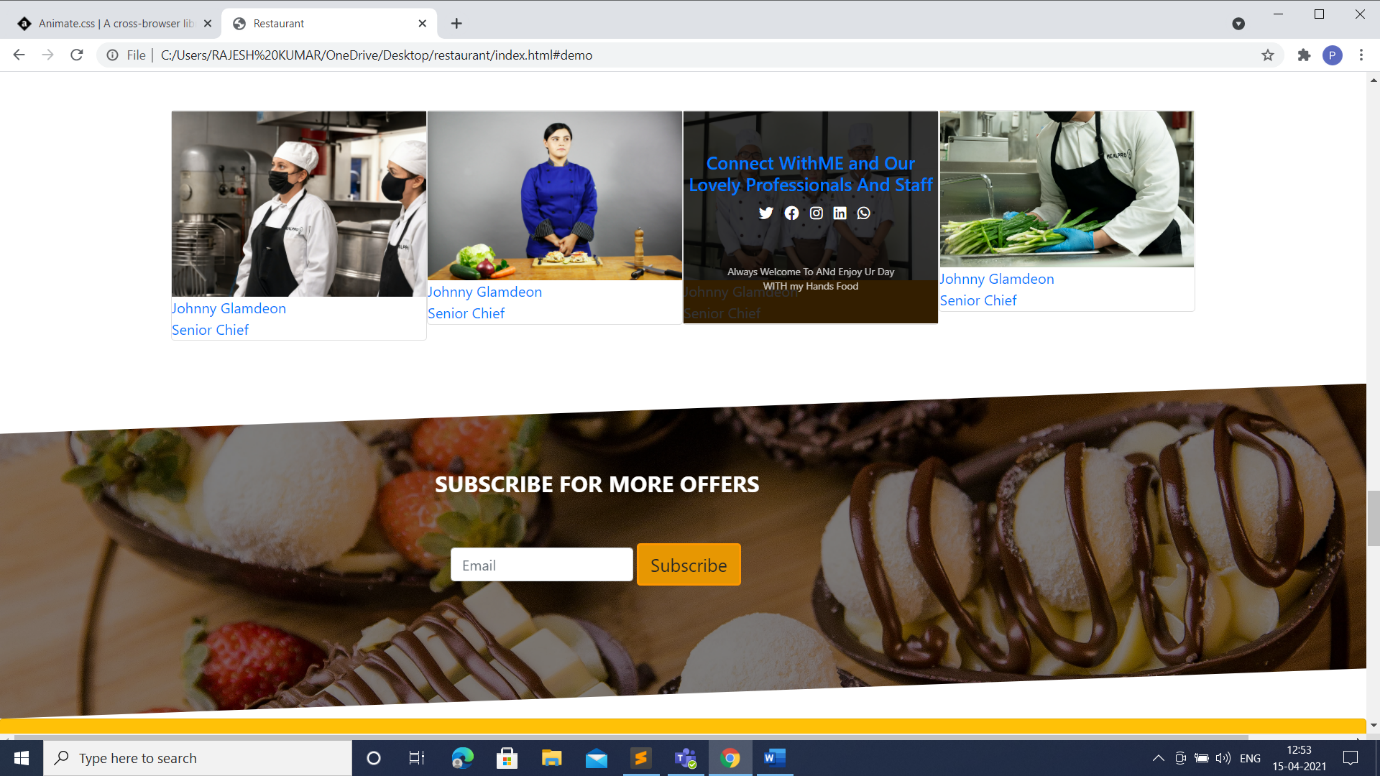 Animate.css | A cross-browser lib
Restaurant
File
C:/Users/RAJESH%20KUMAR/OneDrive/Desktop/restaurant/index.html#demo
P
Johnny Glamdeon
Senior Chief
Johnny Glamdeon
Senior Chief
Connect WithME and Our
Lovely Professionals And Staff
Always Welcome To ANd Enjoy Ur Day
WITH my Hands Food
Johnny Glamdeon
Senior Chief
Johnny Glamdeon
Senior Chief
SUBSCRIBE FOR MORE OFFERS
Email
Subscribe
Type here to search
ENG
12:53
15-04-2021